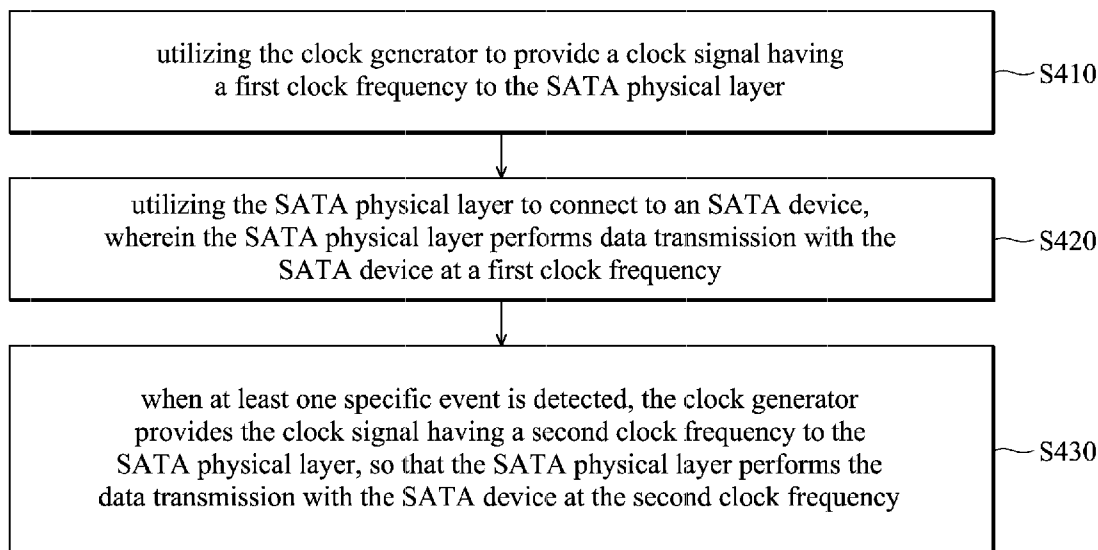 utilizing the clock generator to provide a clock signal having
a first clock frequency to the SATA physical layer
S410
utilizing the SATA physical layer to connect to an SATA device,
wherein the SATA physical layer performs data transmission with the
SATA device at a first clock frequency
S420
when at least one specific event is detected, the clock generator
provides the clock signal having a second clock frequency to the
SATA physical layer, so that the SATA physical layer performs the
data transmission with the SATA device at the second clock frequency
S430